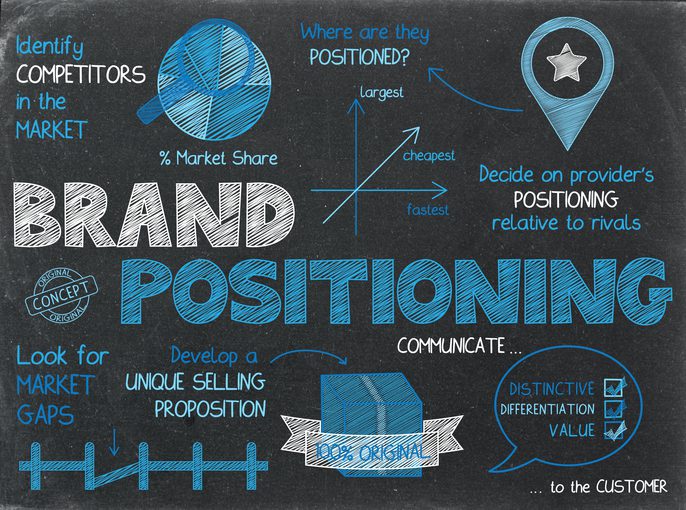 Identify
COMPETITORS
in the
MARKET
% Market Share
Where are they
POSITIONED?
largest
cheapest
fastest
Decide on provider's
POSITIONING
relative to rivals
BRAND
POSITIONING
ORIGINAL
CONCEPT
ORIGINAL
Look for
MARKET
GAPS
Develop a
UNIQUE SELLING
PROPOSITION
100% ORIGINAL
COMMUNICATE...
DISTINCTIVE
DIFFERENTIATION
VALUE
... to the CUSTOMER